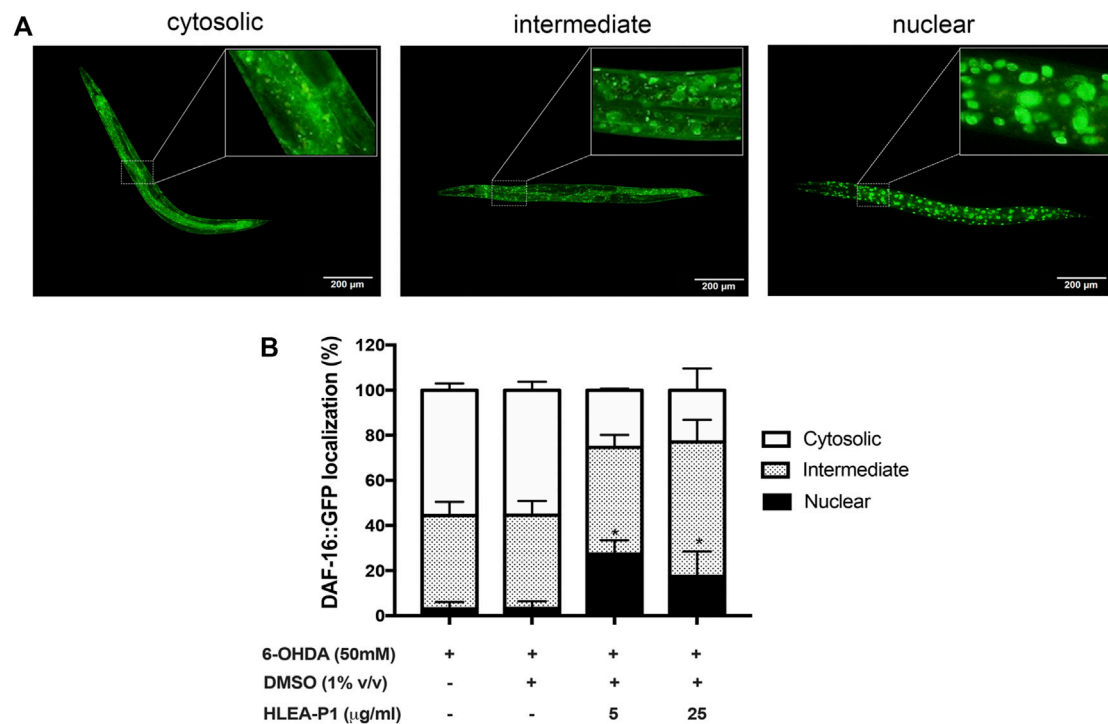 A
cytosolic
intermediate
nuclear
200 µm
200 µm
200 µm
B
DAF-16::GFP localization (%)
120
100
80
60
40
20
0
*
*
Cytosolic
Intermediate
Nuclear
6-OHDA (50mM) + + + +
DMSO (1% v/v) - + + +
HLEA-P1 (µg/ml) - - 5 25